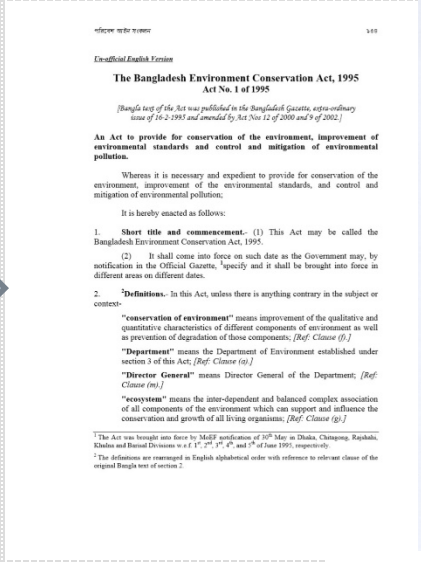 পরিবেশ আইন সংকলন ১৫৫
Un-official English Version
The Bangladesh Environment Conservation Act, 1995
Act No. 1 of 1995
[Bangla text of the Act was published in the Bangladesh Gazette, extra-ordinary
issue of 16-2-1995 and amended by Act Nos 12 of 2000 and 9 of 2002.]
An Act to provide for conservation of the environment, improvement of
environmental standards and control and mitigation of environmental
pollution.
Whereas it is necessary and expedient to provide for conservation of the
environment, improvement of the environmental standards, and control and
mitigation of environmental pollution;
It is hereby enacted as follows:
1. Short title and commencement.- (1) This Act may be called the
Bangladesh Environment Conservation Act, 1995.
(2) It shall come into force on such date as the Government may, by
notification in the Official Gazette, 1specify and it shall be brought into force in
different areas on different dates.
2. 2Definitions.- In this Act, unless there is anything contrary in the subject or
context-
"conservation of environment" means improvement of the qualitative and
quantitative characteristics of different components of environment as well
as prevention of degradation of those components; [Ref: Clause (f).]
"Department" means the Department of Environment established under
section 3 of this Act; [Ref: Clause (a).]
"Director General" means Director General of the Department; [Ref:
Clause (m).]
"ecosystem" means the inter-dependent and balanced complex association
of all components of the environment which can support and influence the
conservation and growth of all living organisms; [Ref: Clause (g).]
1 The Act was brought into force by MoEF notification of 30th May in Dhaka, Chitagong, Rajshahi,
Khulna and Barisal Divisions w.e.f. 1st, 2nd, 3rd, 4th, and 5th of June 1995, respectively.
2 The definitions are rearranged in English alphabetical order with reference to relevant clause of the
original Bangla text of section 2.